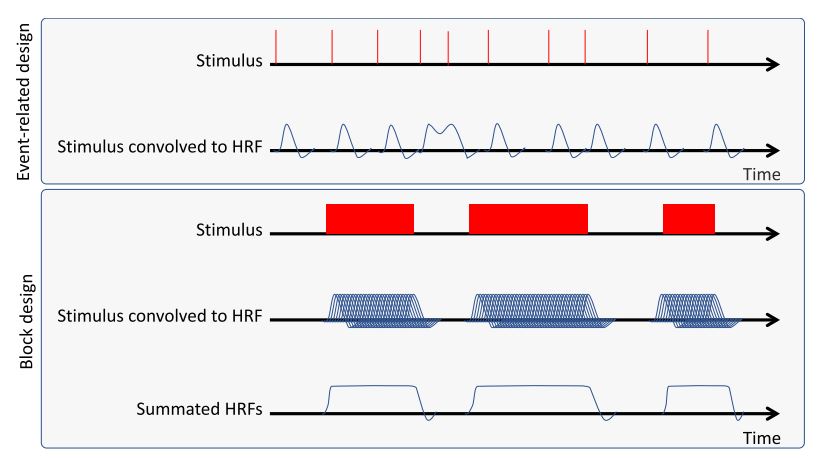 Event-related design
Stimulus
Stimulus convolved to HRF
Time
Block design
Stimulus
Stimulus convolved to HRF
Summated HRFs
Time